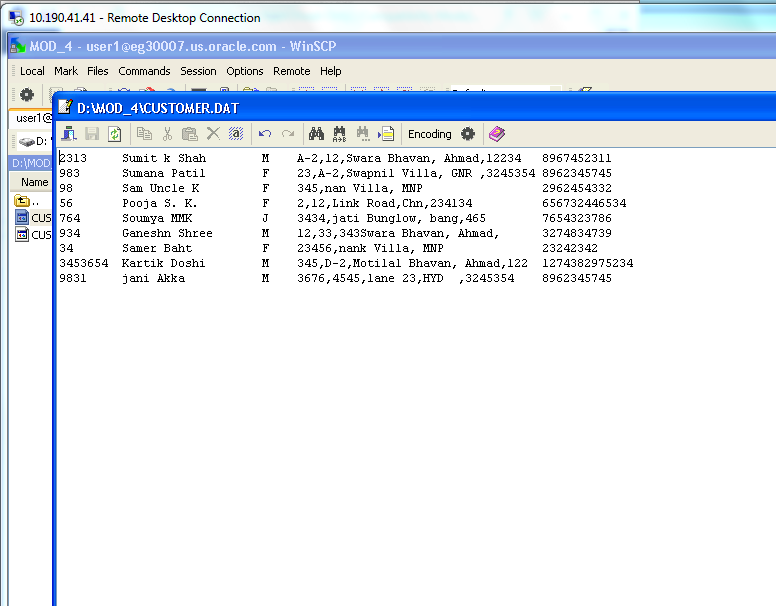 10.190.41.41 - Remote Desktop Connection
MOD_4 - user1@eg30007.us.oracle.com - WinSCP
Local Mark Files Commands Session Options Remote Help
user1@
D:\MOD_4\CUSTOMER.DAT
Encoding
D:
D:\MOD
Name
..
CUS
CUS
2313 Sumit k Shah M A-2,12,Swara Bhavan, Ahmad,12234 8967452311
983 Sumana Patil F 23,A-2,Swapnil Villa, GNR ,3245354 8962345745
98 Sam Uncle K F 345,nan Villa, MNP 2962454332
56 Pooja S. K. F 2,12,Link Road,Chn,234134 656732446534
764 Soumya MMK J 3434,jati Bunglow, bang,465 7654323786
934 Ganeshn Shree M 12,33,343Swara Bhavan, Ahmad, 3274834739
34 Samer Baht F 23456,nank Villa, MNP 23242342
3453654 Kartik Doshi M 345,D-2,Motilal Bhavan, Ahmad,122 1274382975234
9831 jani Akka M 3676,4545,lane 23,HYD ,3245354 8962345745